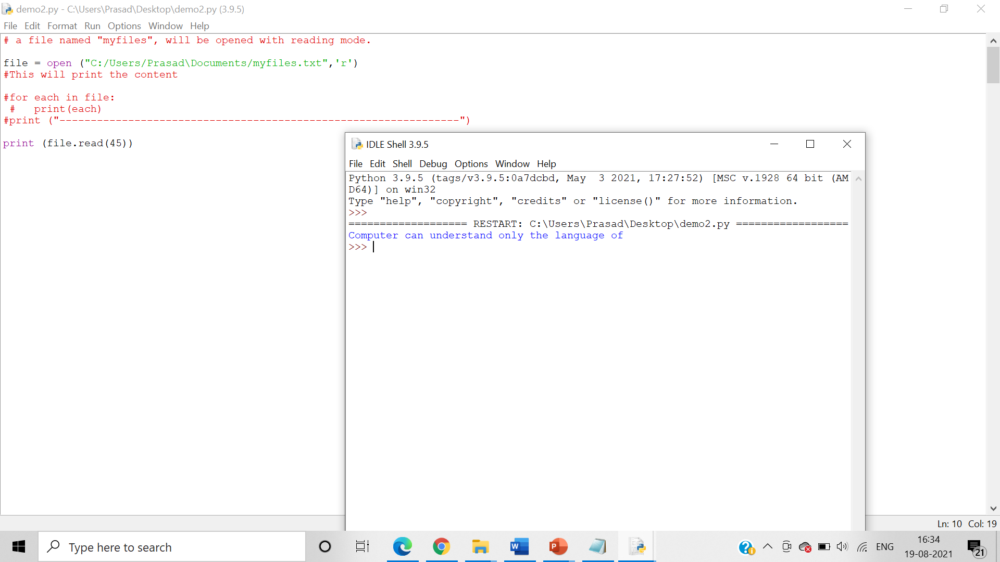 demo2.py - C:\Users\Prasad\Desktop\demo2.py (3.9.5)
File Edit Format Run Options Window Help
# a file named "myfiles", will be opened with reading mode.
file = open ("C:/Users/Prasad\Documents/myfiles.txt",'r')
#This will print the content
#for each in file:
 #   print(each)
#print ("----------------------------------------------------------------")
print (file.read(45))
IDLE Shell 3.9.5
File Edit Shell Debug Options Window Help
Python 3.9.5 (tags/v3.9.5:0a7dcbd, May  3 2021, 17:27:52) [MSC v.1928 64 bit (AM
D64)] on win32
Type "help", "copyright", "credits" or "license()" for more information.
>>>
=================== RESTART: C:\Users\Prasad\Desktop\demo2.py ==================
Computer can understand only the language of
>>>
Ln: 10 Col: 19
Type here to search
W
P
ENG
16:34
19-08-2021
21